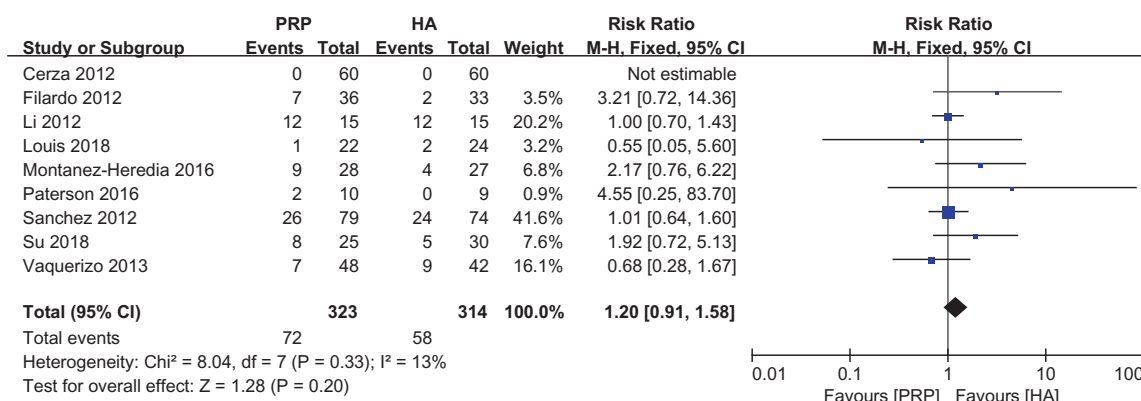 PRP HA Risk Ratio Risk Ratio
Study or Subgroup Events Total Events Total Weight M-H, Fixed, 95% CI M-H, Fixed, 95% CI
Cerza 2012 0 60 0 60 Not estimable
Filardo 2012 7 36 2 33 3.5% 3.21 [0.72, 14.36]
Li 2012 12 15 12 15 20.2% 1.00 [0.70, 1.43]
Louis 2018 1 22 2 24 3.2% 0.55 [0.05, 5.60]
Montanez-Heredia 2016 9 28 4 27 6.8% 2.17 [0.76, 6.22]
Paterson 2016 2 10 0 9 0.9% 4.55 [0.25, 83.70]
Sanchez 2012 26 79 24 74 41.6% 1.01 [0.64, 1.60]
Su 2018 8 25 5 30 7.6% 1.92 [0.72, 5.13]
Vaquerizo 2013 7 48 9 42 16.1% 0.68 [0.28, 1.67]
Total (95% CI) 323 314 100.0% 1.20 [0.91, 1.58]
Total events 72 58
Heterogeneity: Chi² = 8.04, df = 7 (P = 0.33); I² = 13%
Test for overall effect: Z = 1.28 (P = 0.20)
0.01 0.1 1 10 100
Favours [PRP] Favours [HA]